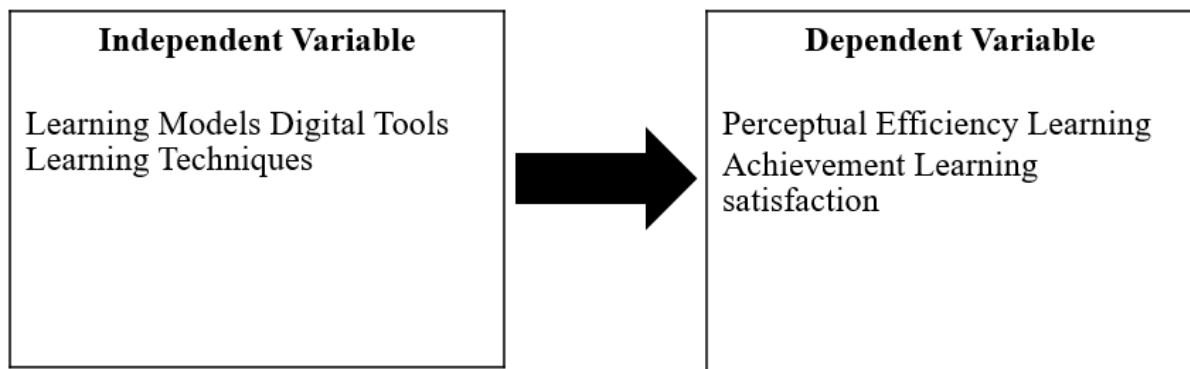 Independent Variable
Learning Models Digital Tools
Learning Techniques
Dependent Variable
Perceptual Efficiency Learning
Achievement Learning
satisfaction